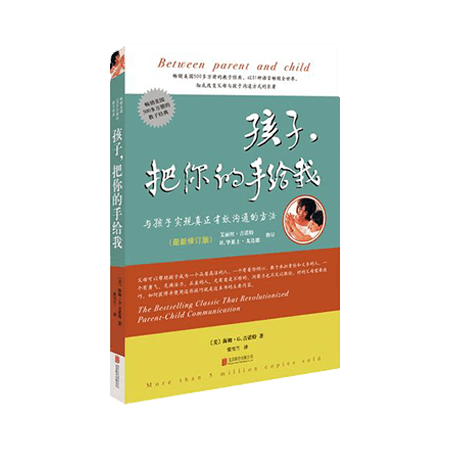 Between parent and child
畅销美国500多万册的教子经典，以31种语言畅销全世界，
彻底改变父母与孩子沟通方式的巨著
畅销美国
500多万册的
教子经典
孩子，
把你的手给我
与孩子实现真正有效沟通的方法
（最新修订版）
艾丽斯·吉诺特
H.华莱士·戈达德
修订
The Bestselling Classic That Revolutionized
Parent-Child Communication
［美］海姆·G.吉诺特 著
张雪兰 译
More than 5 million copies sold
孩子，把你的手给我